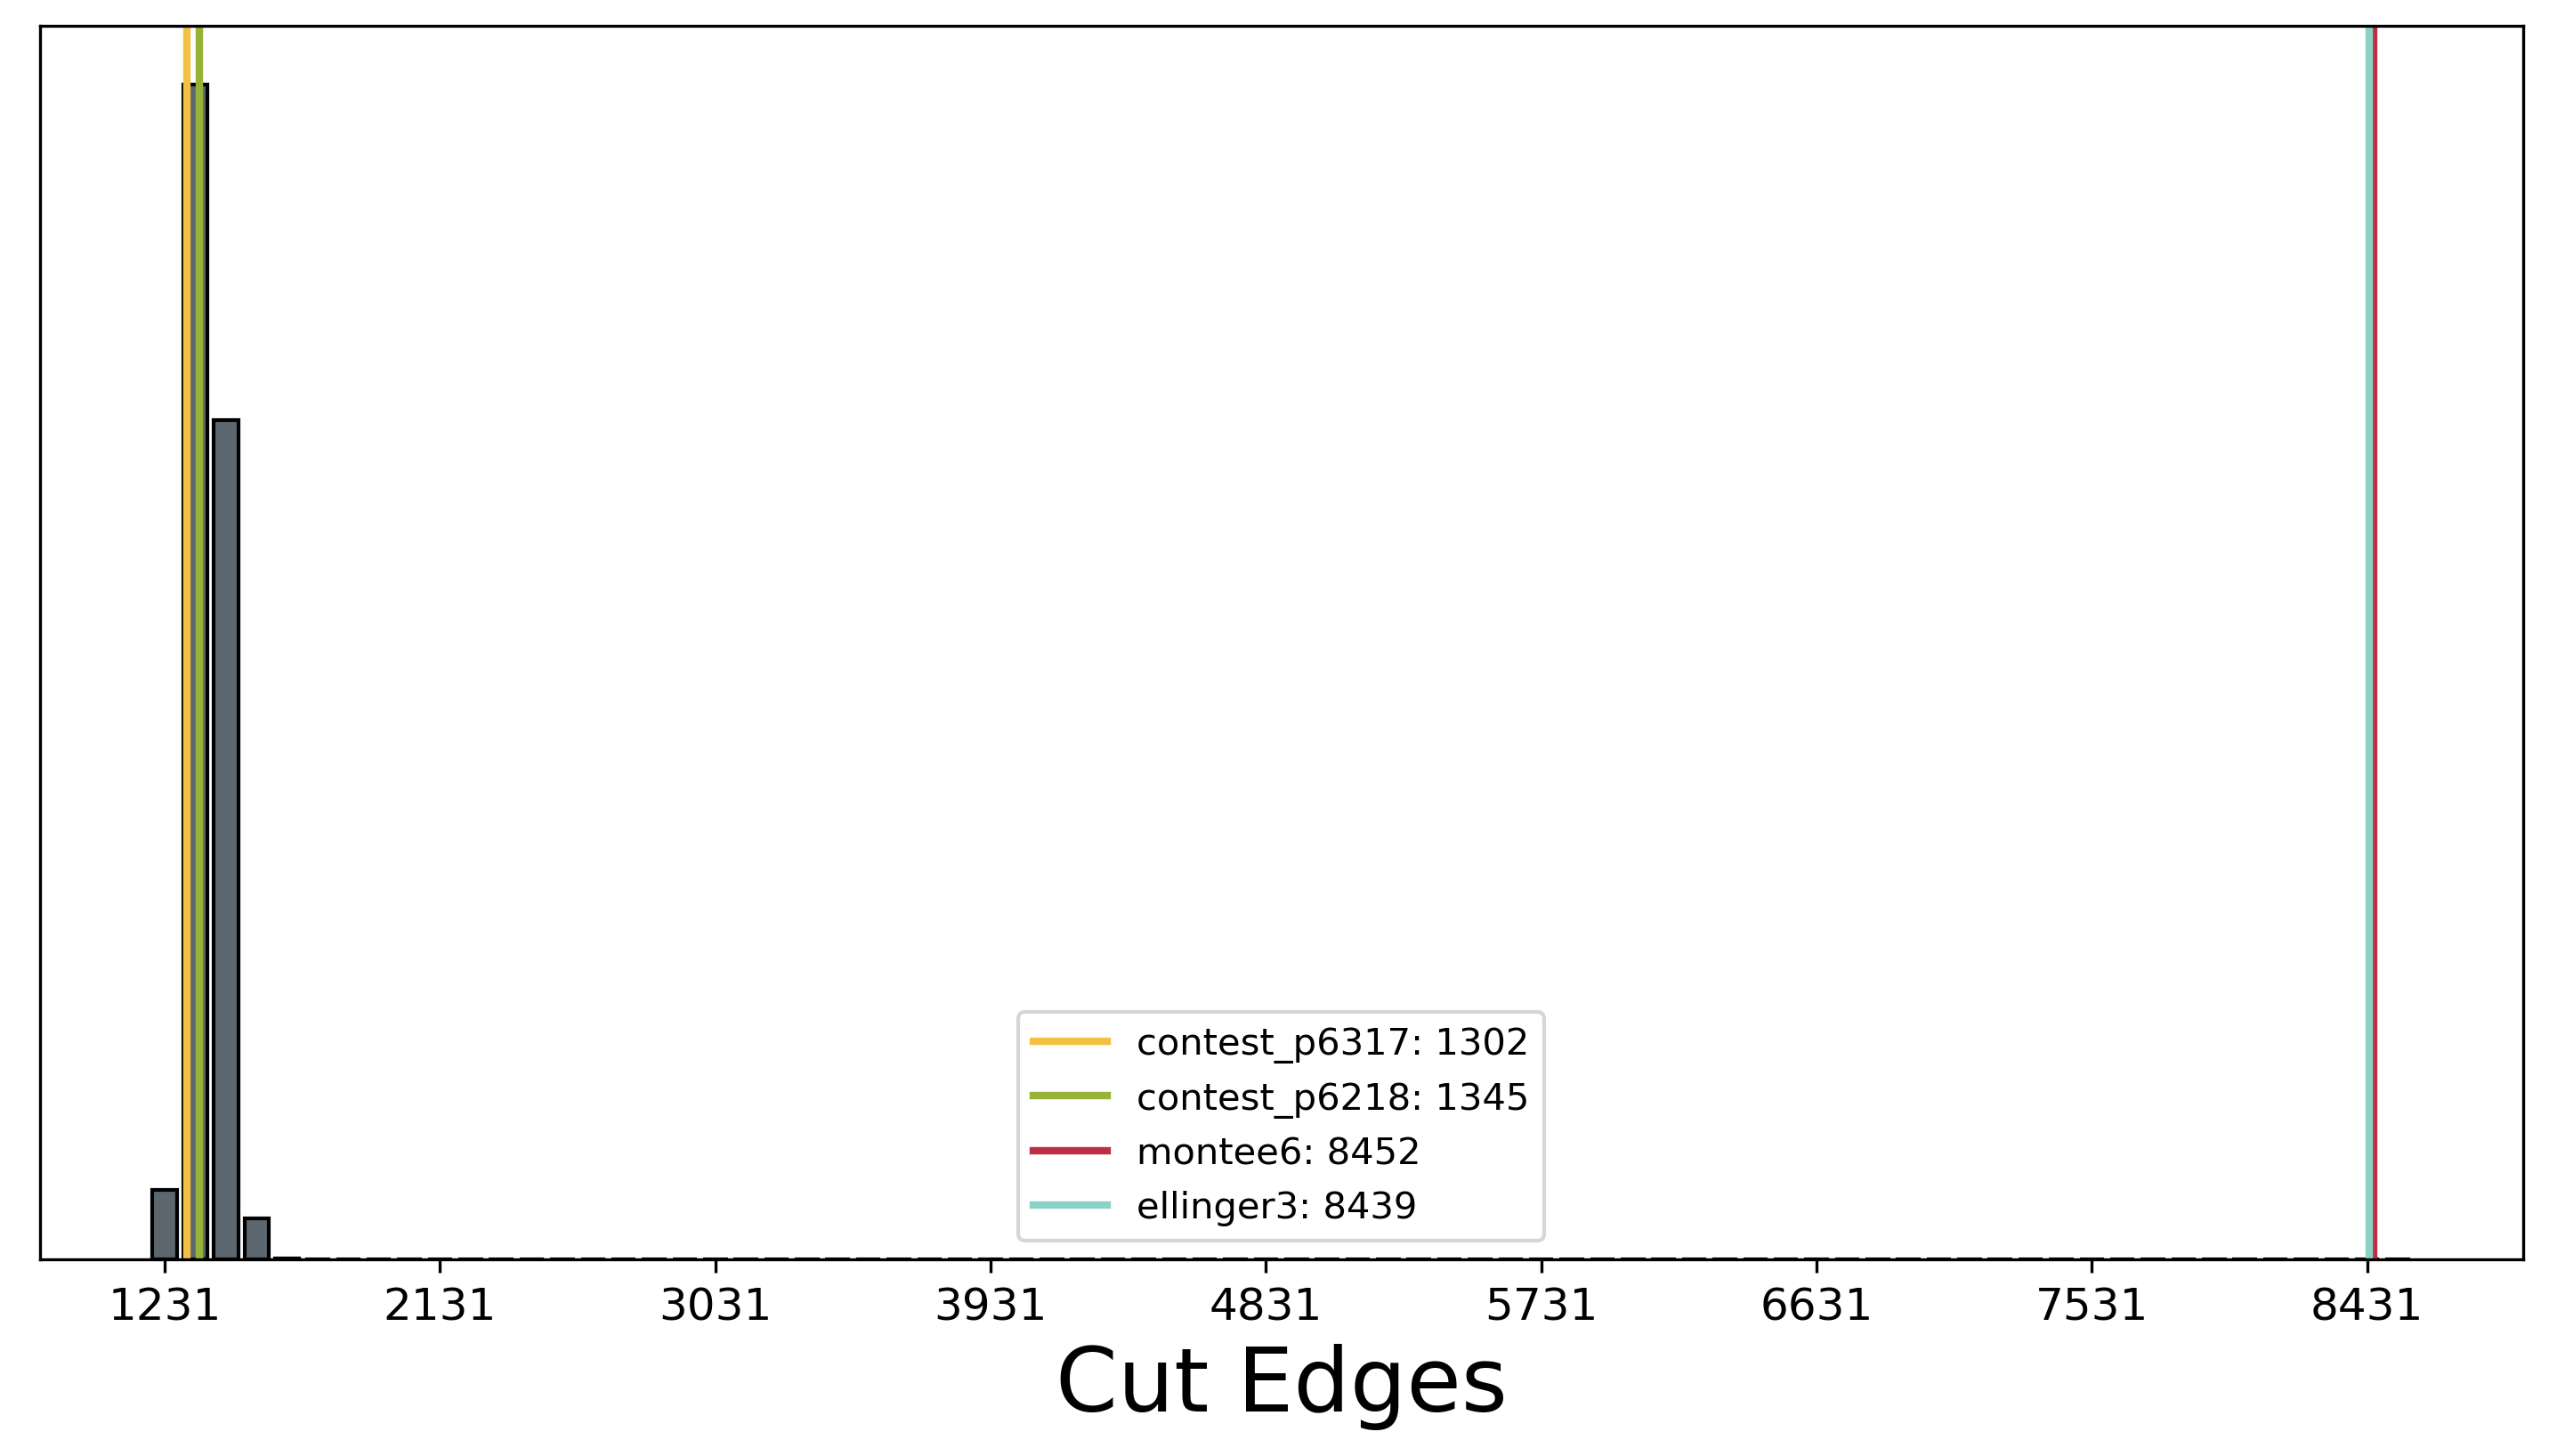 contest_p6317: 1302
contest_p6218: 1345
montee6: 8452
ellinger3: 8439
1231 2131 3031 3931 4831 5731 6631 7531 8431
Cut Edges